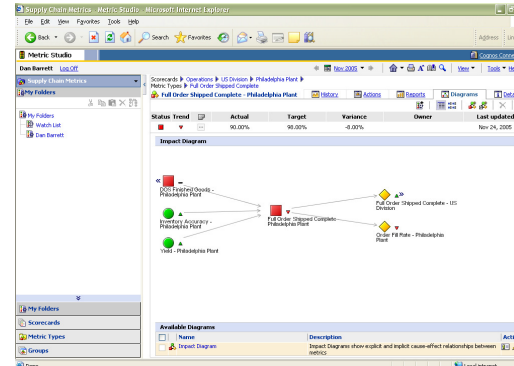 Supply Chain Metrics - Metric Studio - Microsoft Internet Explorer
File Edit View Favorites Tools Help
Back Search Favorites Address
Metric Studio Cognos
Dan Barrett Log Off Nov 2005 View Tools
Supply Chain Metrics
Scorecards Operations US Division Philadelphia Plant
Metric Types Full Order Shipped Complete
My Folders
Full Order Shipped Complete - Philadelphia Plant History Actions Reports Diagrams
My Folders
Watch List
Dan Barrett
Status Trend Actual Target Variance Owner Last updated
90.00% 98.00% -8.00% Nov 24, 2005
Impact Diagram
DOS Finished Goods -
Philadelphia Plant
Full Order Shipped Complete - US
Division
Inventory Accuracy -
Philadelphia Plant
Full Order Shipped Complete
Philadelphia Plant
Order Fill Rate - Philadelphia
Plant
Yield - Philadelphia Plant
My Folders
Scorecards
Metric Types
Groups
Available Diagrams
Name Description
Impact Diagram Impact Diagrams show explicit and implicit cause-effect relationships between
metrics